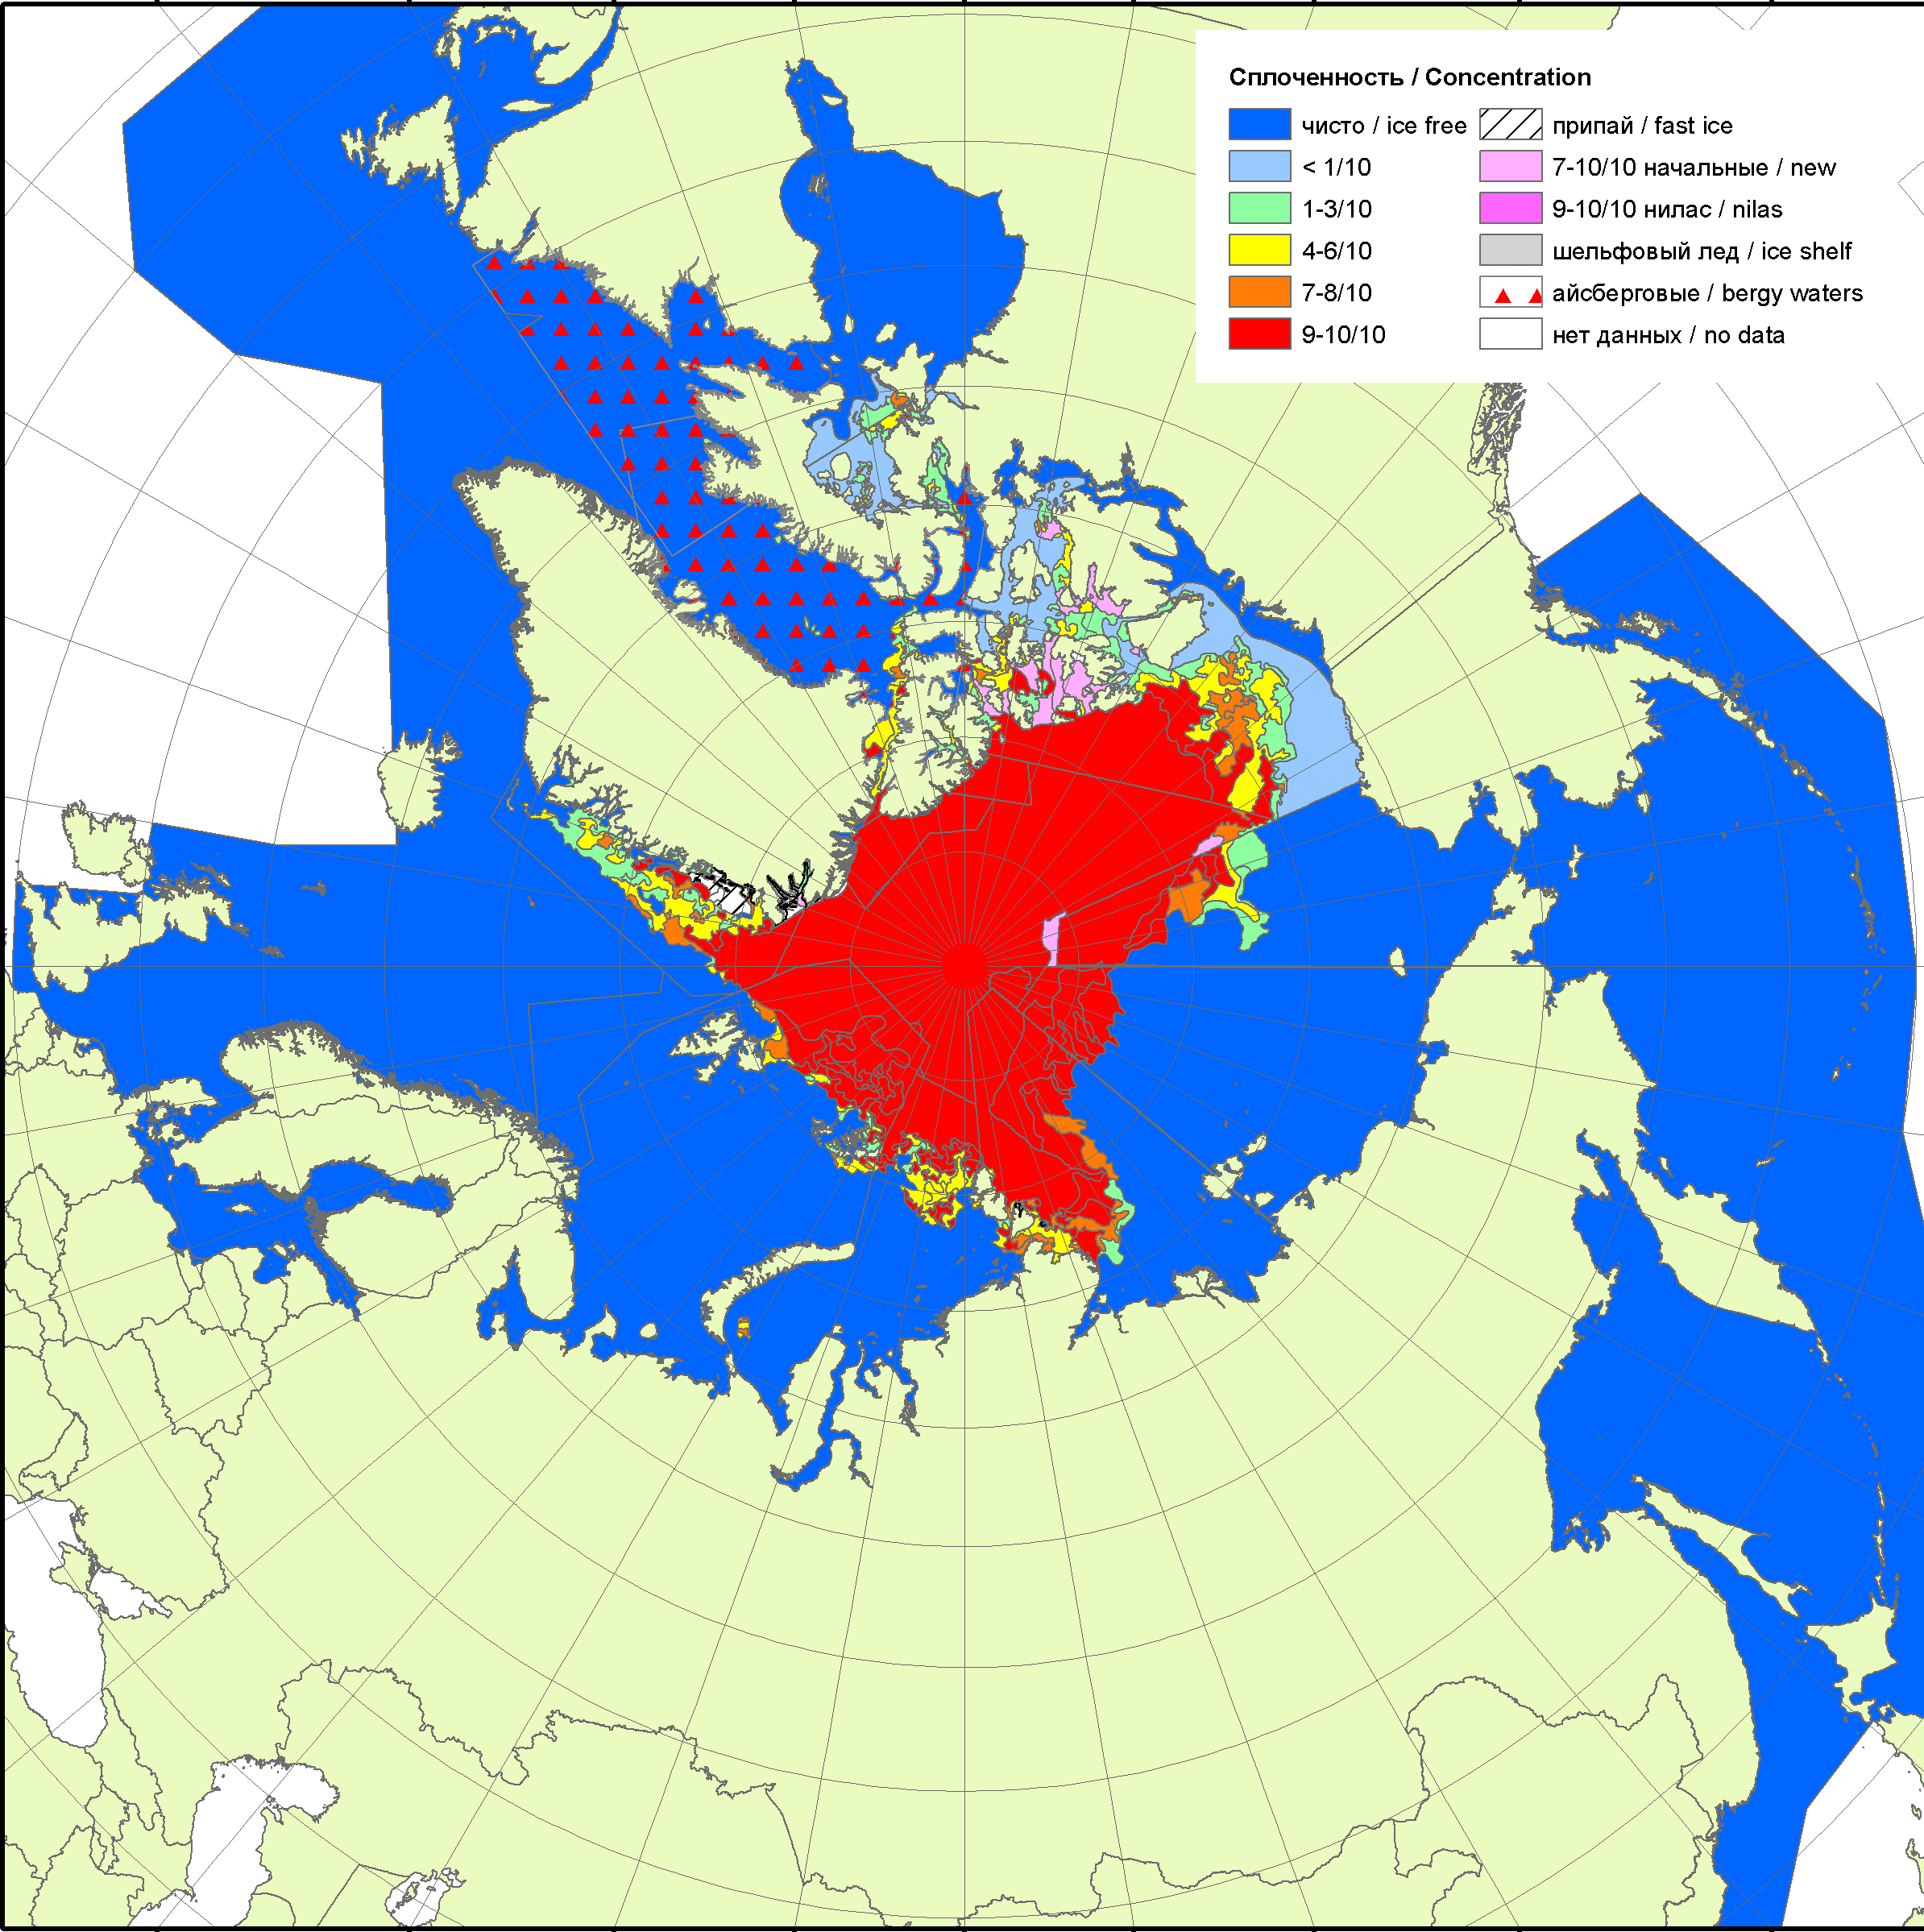 Сплоченность / Concentration
чисто / ice free
< 1/10
1-3/10
4-6/10
7-8/10
9-10/10
припай / fast ice
7-10/10 начальные / new
9-10/10 нилас / nilas
шельфовый лед / ice shelf
айсберговые / bergy waters
нет данных / no data